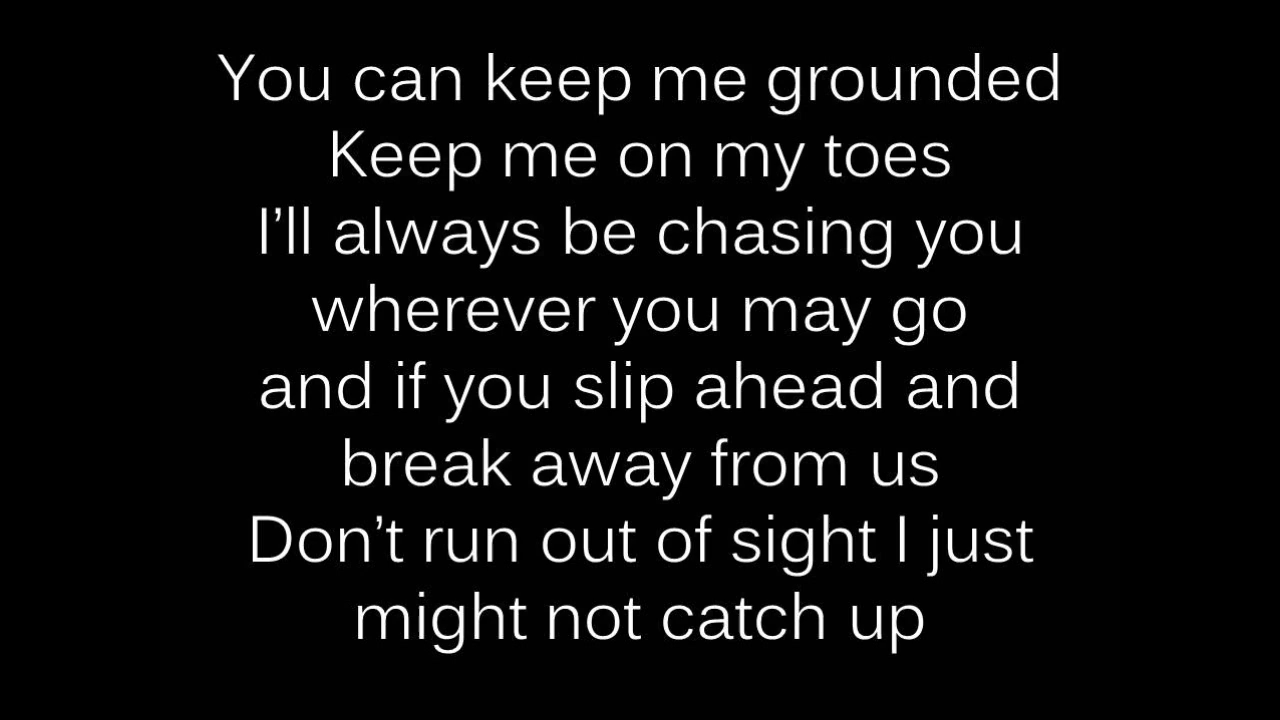 You can keep me grounded
Keep me on my toes
I’ll always be chasing you
wherever you may go
and if you slip ahead and
break away from us
Don’t run out of sight I just
might not catch up